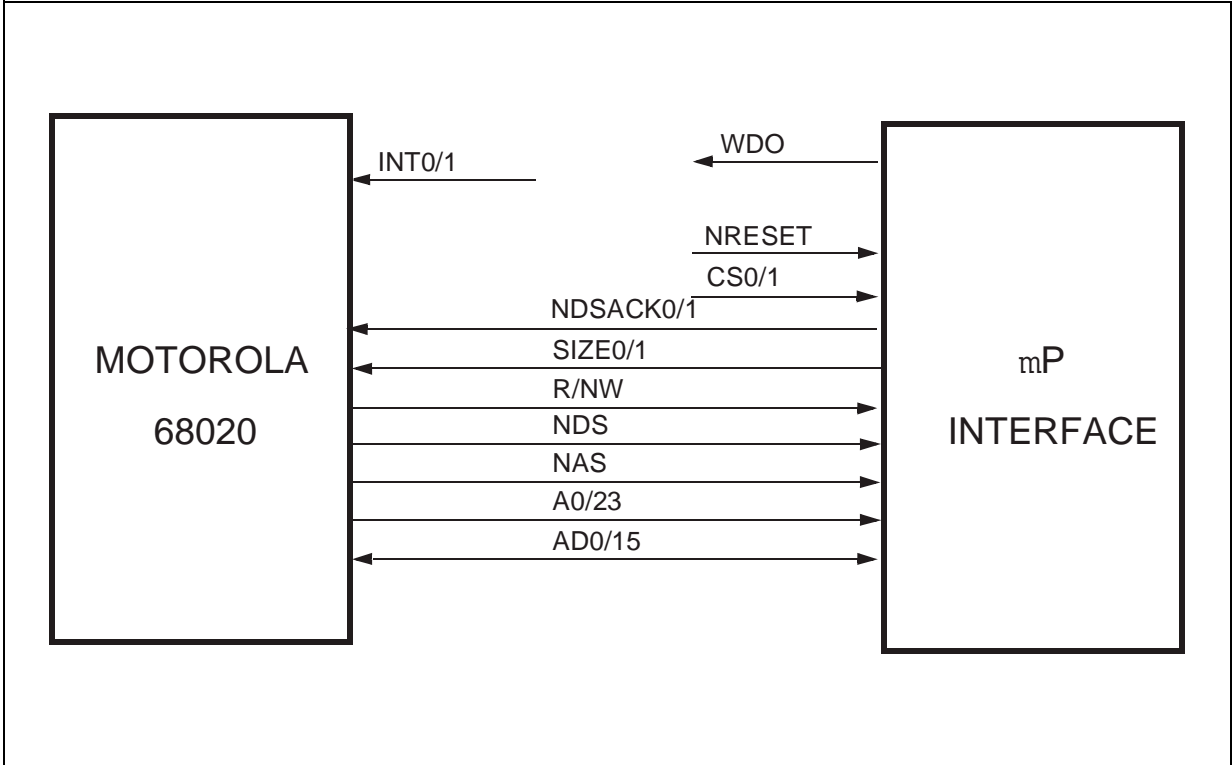 WDO
INT0/1
NRESET
CS0/1
NDSACK0/1
SIZE0/1
R/NW
NDS
NAS
A0/23
AD0/15
MOTOROLA
68020
mP
INTERFACE